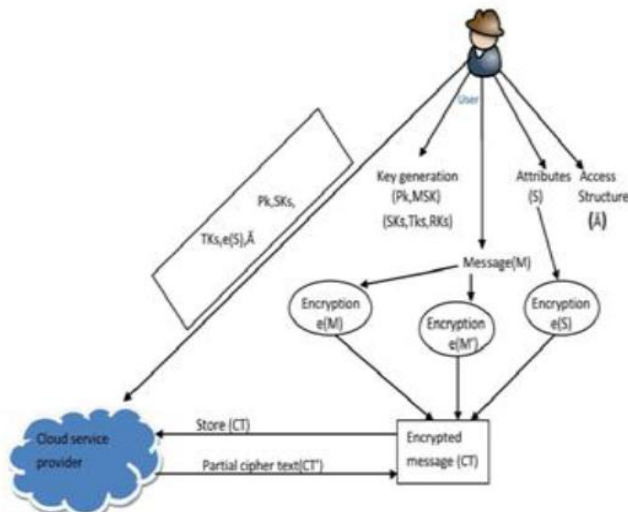 User
Pk,SKs,
TKs,e(S),Ã
Key generation
(Pk,MSK)
(SKs,Tks,RKs)
Attributes
(S)
Access
Structure
(Ã)
Message(M)
Encryption
e(M)
Encryption
e(M')
Encryption
e(S)
Cloud service
provider
Store (CT)
Partial cipher text(CT')
Encrypted
message (CT)